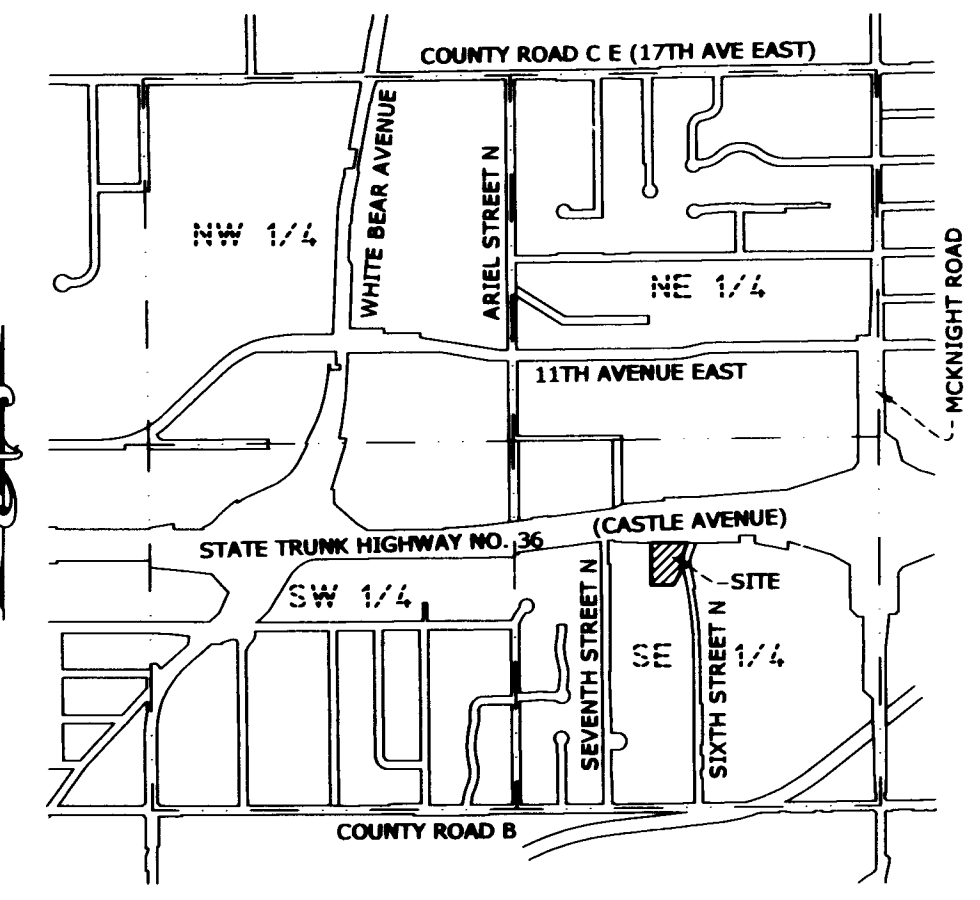 COUNTY ROAD C E (17TH AVE EAST)
WHITE BEAR AVENUE
ARIEL STREET N
NW 1/4
NE 1/4
MCKNIGHT ROAD
11TH AVENUE EAST
(CASTLE AVENUE)
STATE TRUNK HIGHWAY NO. 36
SITE
SW 1/4
SEVENTH STREET N
SE 1/4
SIXTH STREET N
COUNTY ROAD B